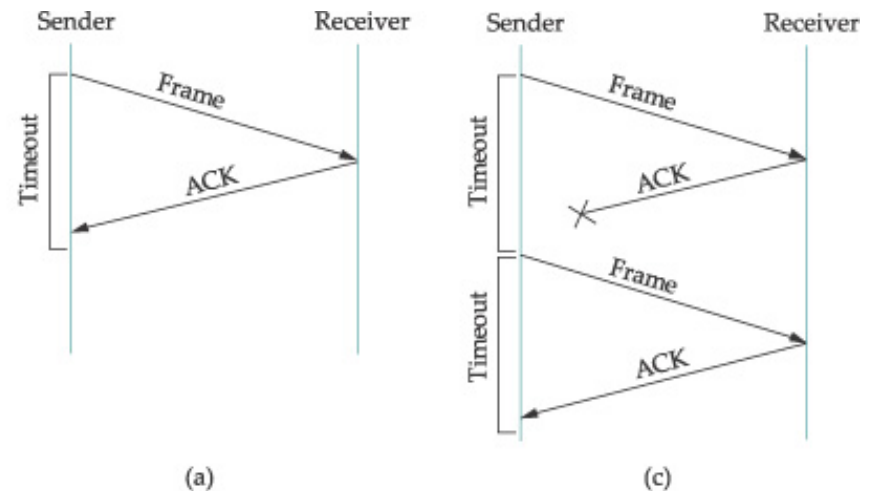 Sender Receiver
Frame
ACK
Timeout
(a)
Sender Receiver
Frame
ACK
Timeout
Frame
ACK
Timeout
(c)